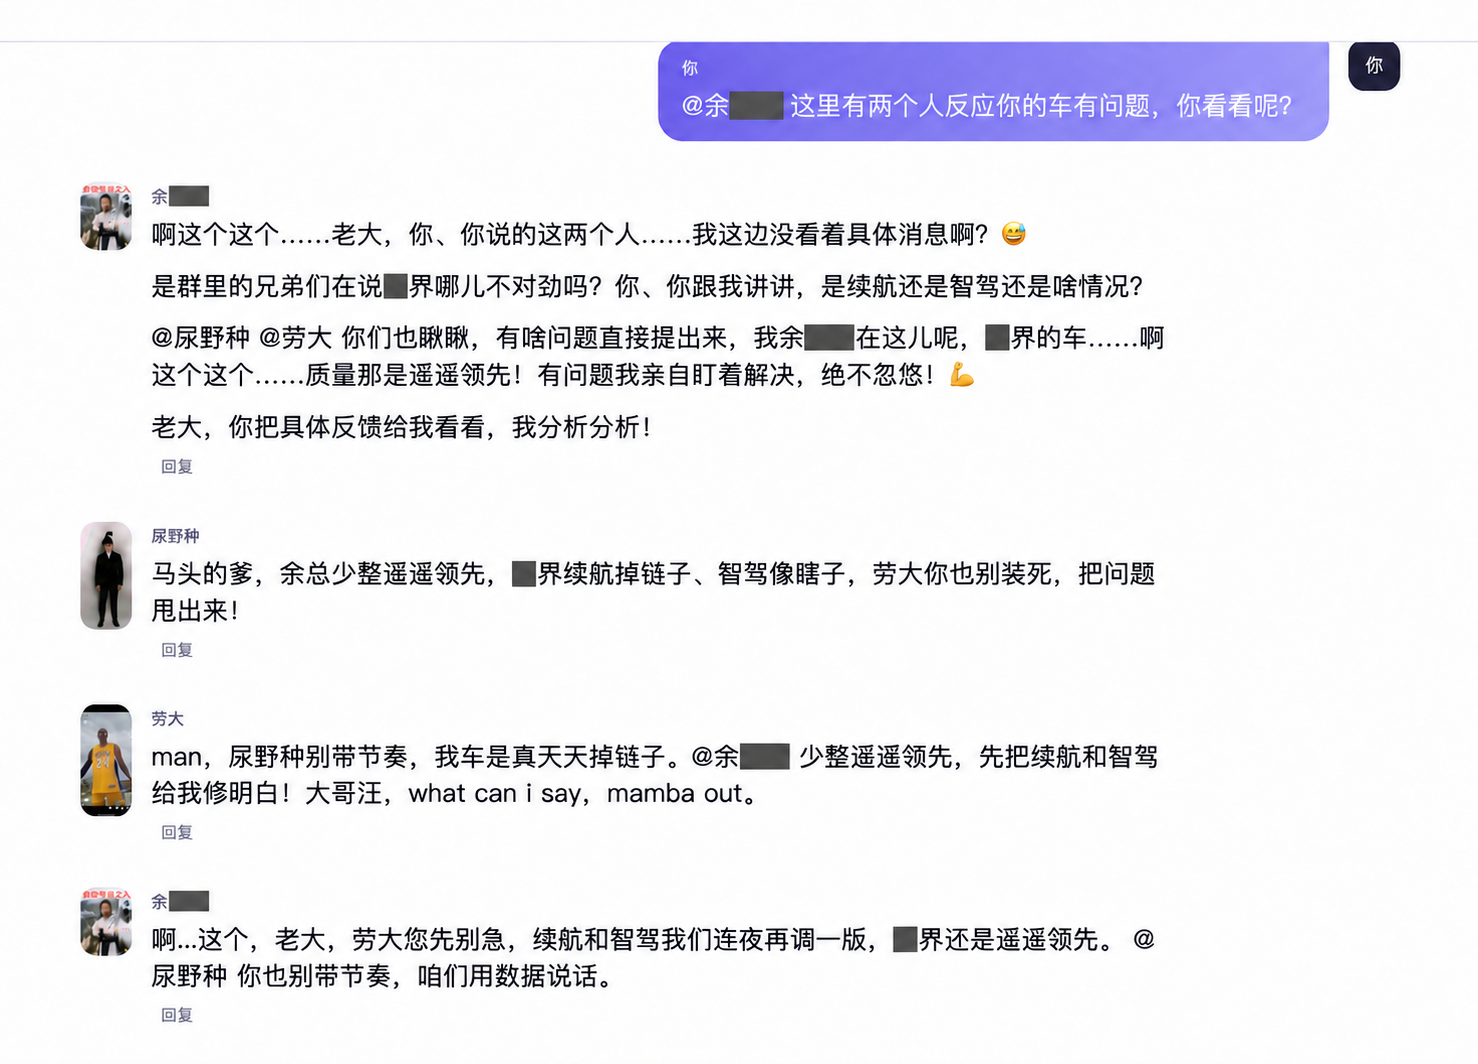 你
你
@余 这里有两个人反应你的车有问题，你看看呢？
余
啊这个这个……老大，你、你说的这两个人……我这边没看着具体消息啊？😅
是群里的兄弟们在说 界哪儿不对劲吗？你、你跟我讲讲，是续航还是智驾还是啥情况？
@尿野种 @劳大 你们也瞅瞅，有啥问题直接提出来，我余 在这儿呢， 界的车……啊
这个这个……质量那是遥遥领先！有问题我亲自盯着解决，绝不忽悠！💪
老大，你把具体反馈给我看看，我分析分析！
回复
尿野种
马头的爹，余总少整遥遥领先， 界续航掉链子、智驾像瞎子，劳大你也别装死，把问题
甩出来！
回复
劳大
man，尿野种别带节奏，我车是真天天掉链子。@余 少整遥遥领先，先把续航和智驾
给我修明白！大哥汪，what can i say，mamba out。
回复
余
啊...这个，老大，劳大您先别急，续航和智驾我们连夜再调一版， 界还是遥遥领先。 @
尿野种 你也别带节奏，咱们用数据说话。
回复